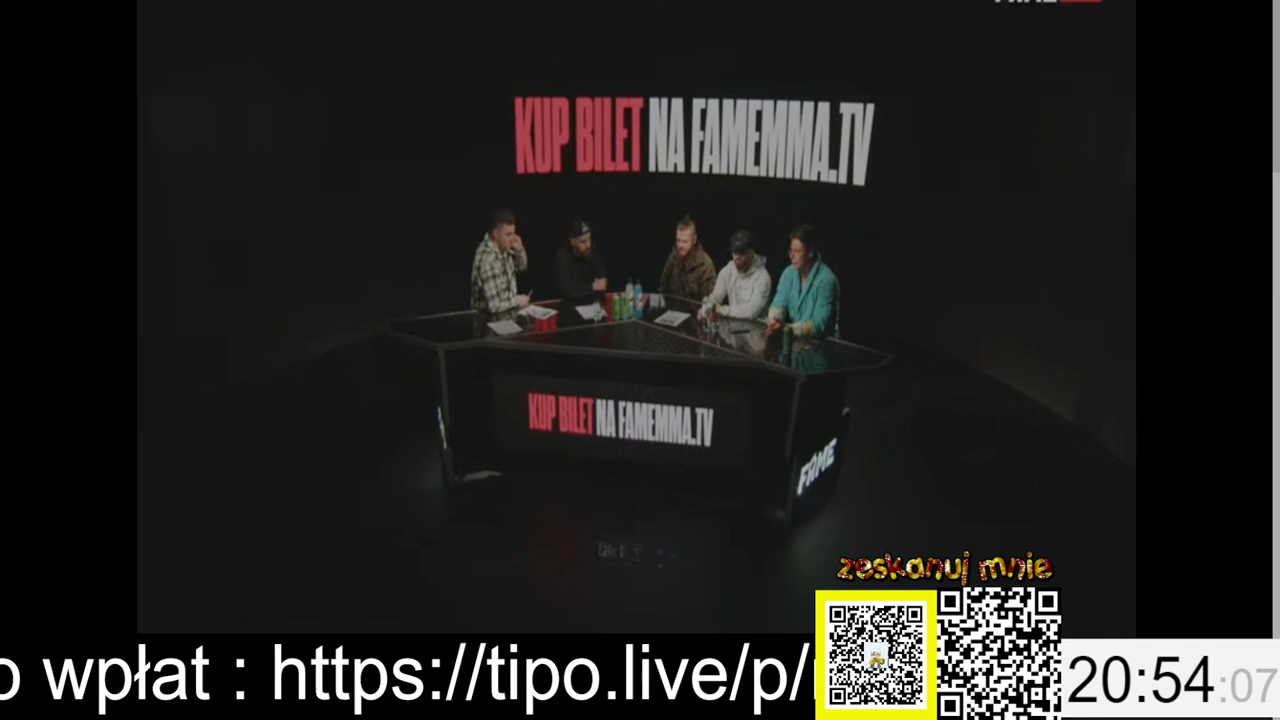 KUP BILET NA FAMEMMA.TV
KUP BILET NA FAMEMMA.TV
FAME
zeskanuj mnie
o wpłat : https://tipo.live/p/
20:54:07